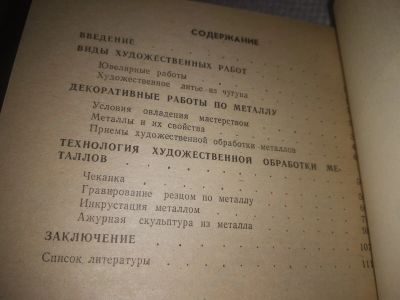 СОДЕРЖАНИЕ
ВВЕДЕНИЕ
ВИДЫ ХУДОЖЕСТВЕННЫХ РАБОТ
Ювелирные работы
Художественное литье из чугуна
ДЕКОРАТИВНЫЕ РАБОТЫ ПО МЕТАЛЛУ
Условия овладения мастерством
Металлы и их свойства
Приемы художественной обработки металлов
ТЕХНОЛОГИЯ ХУДОЖЕСТВЕННОЙ ОБРАБОТКИ МЕ-
ТАЛЛОВ
Чеканка
Гравирование резцом по металлу
Инкрустация металлом
Ажурная скульптура из металла
ЗАКЛЮЧЕНИЕ 107
Список литературы